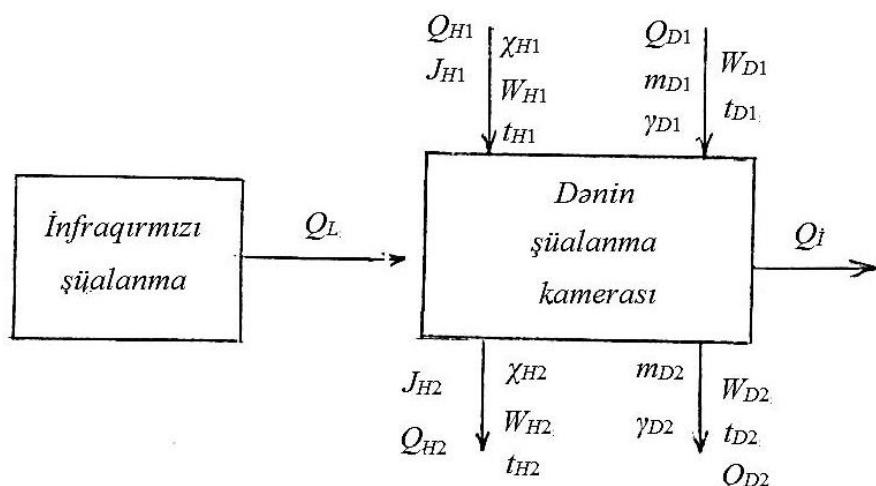 Q_H1 χ_H1
J_H1 W_H1
t_H1
Q_D1 W_D1
m_D1 t_D1
γ_D1
İnfraqırmızı
şüalanma
Q_L
Dənin
şüalanma
kamerası
Q_İ
J_H2 χ_H2
Q_H2 W_H2
t_H2
m_D2 W_D2
γ_D2 t_D2
Q_D2